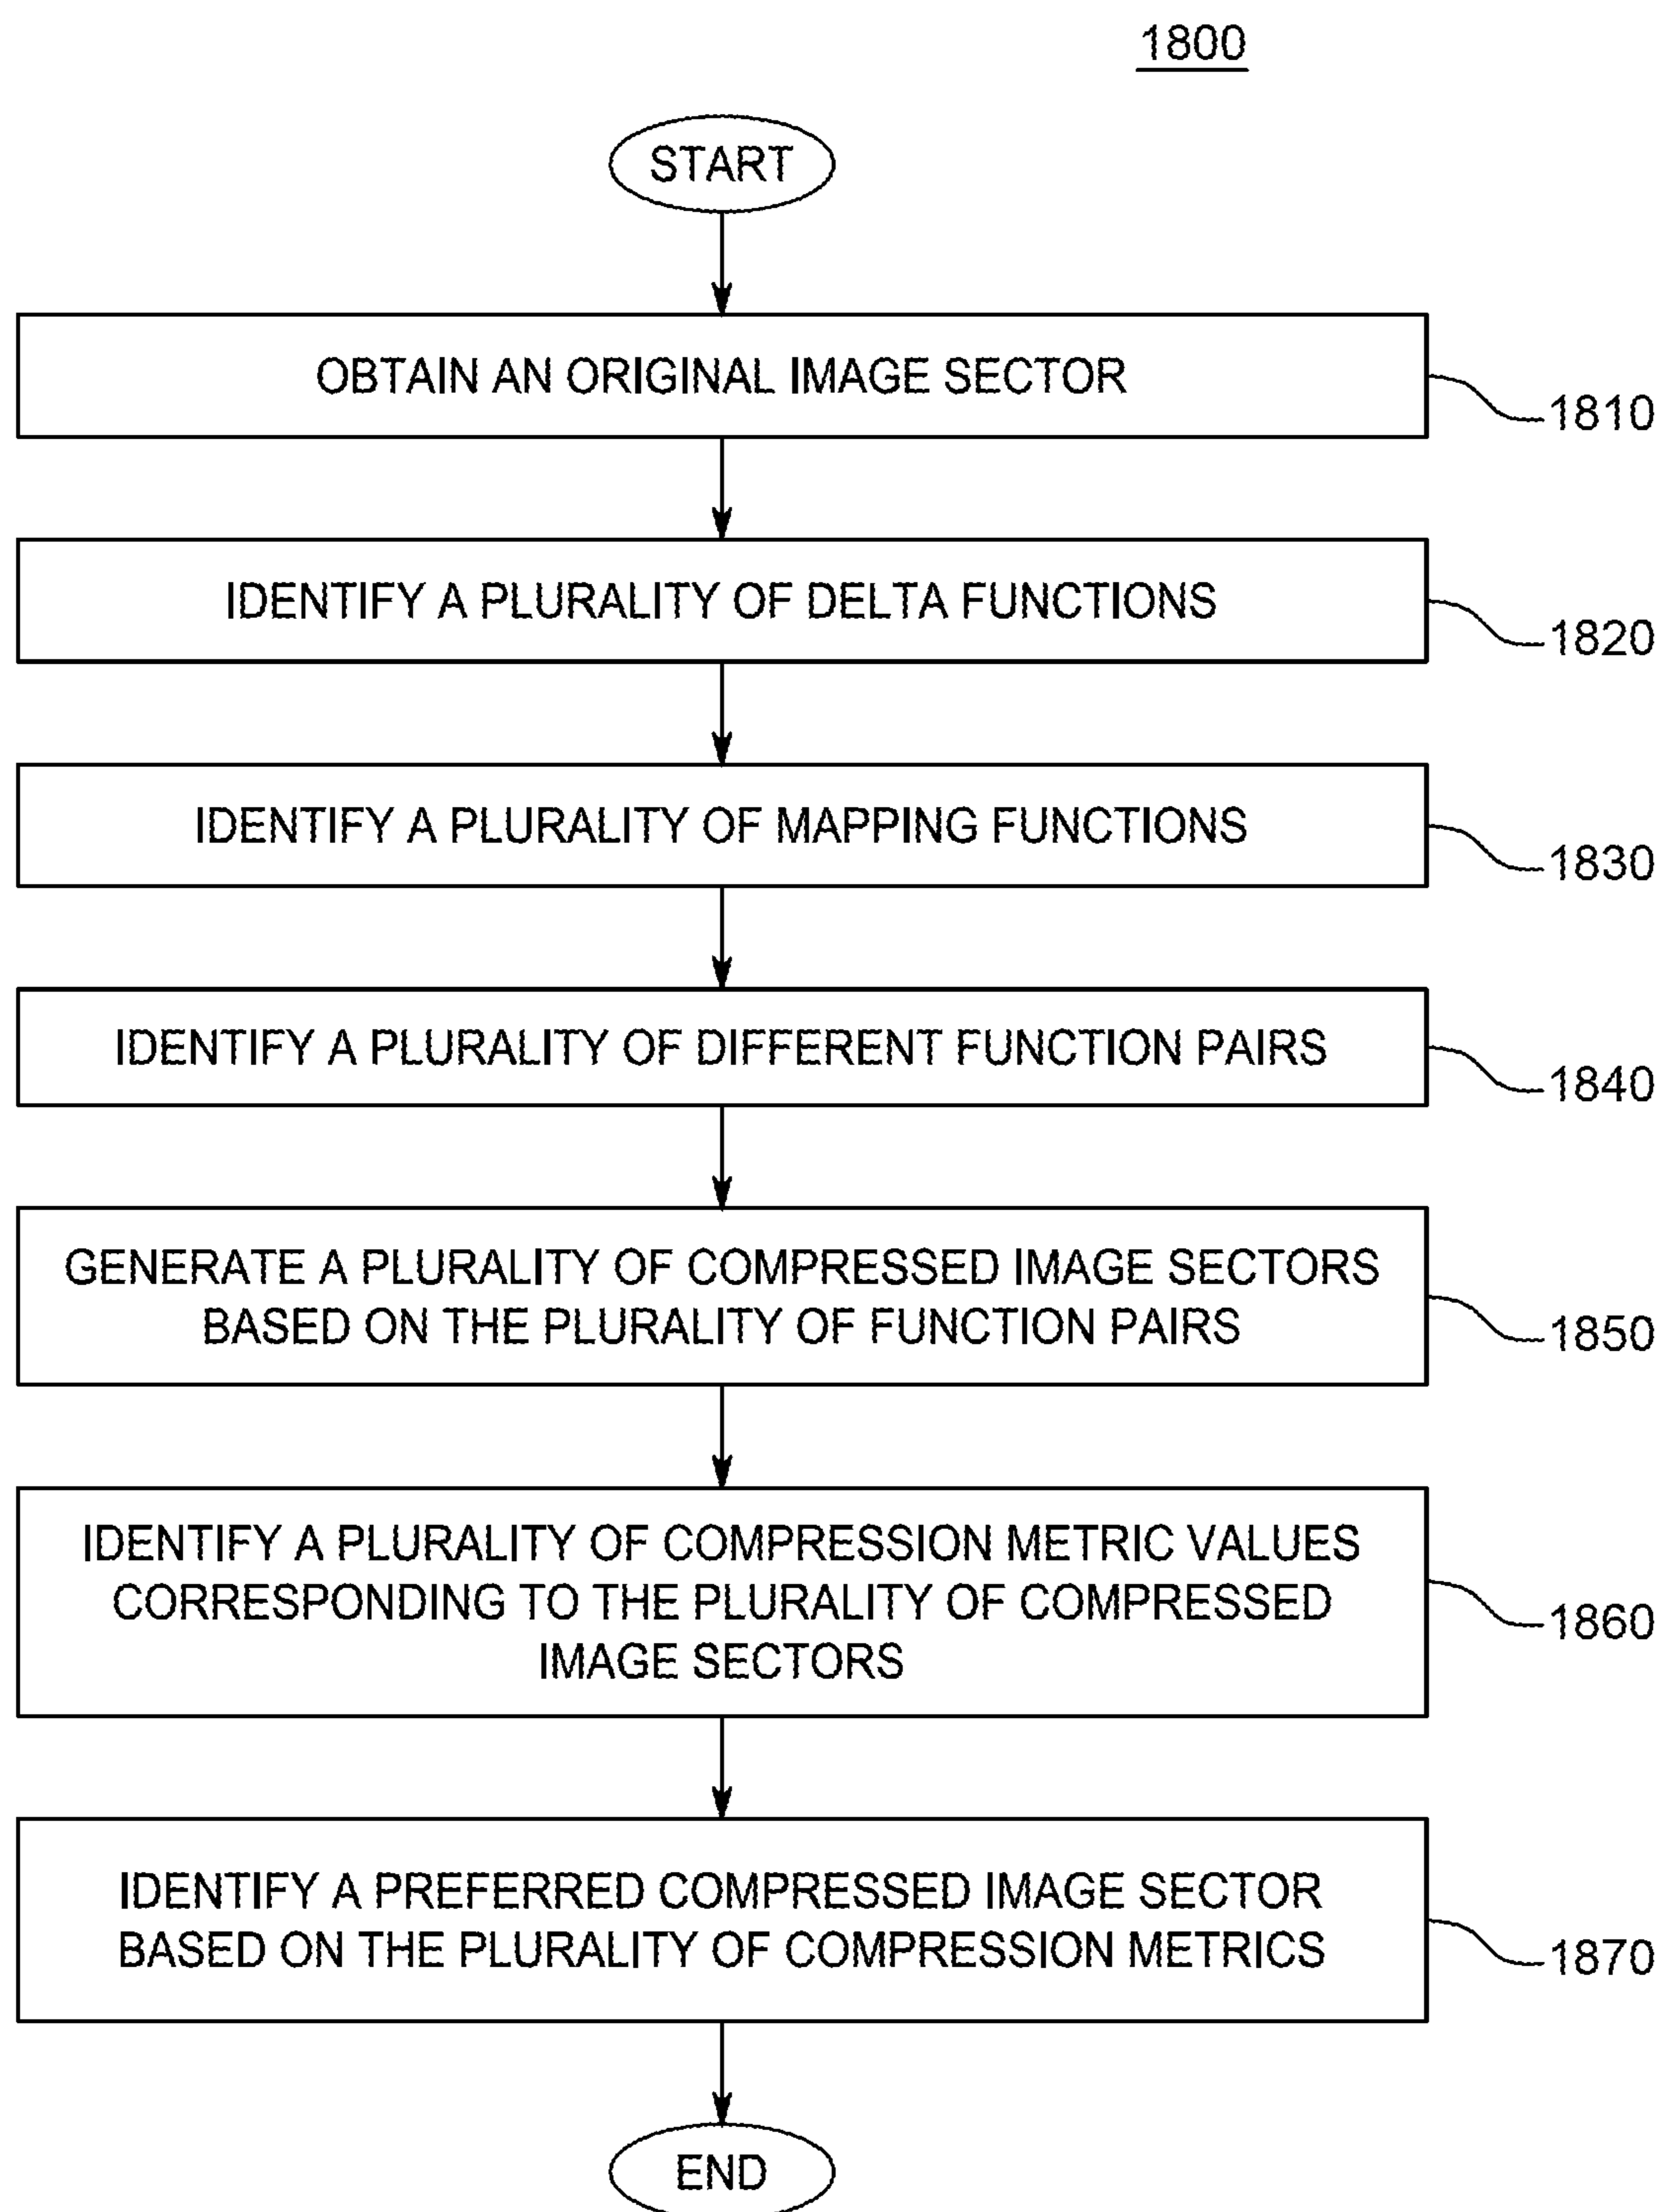 1800
START
OBTAIN AN ORIGINAL IMAGE SECTOR
1810
IDENTIFY A PLURALITY OF DELTA FUNCTIONS
1820
IDENTIFY A PLURALITY OF MAPPING FUNCTIONS
1830
IDENTIFY A PLURALITY OF DIFFERENT FUNCTION PAIRS
1840
GENERATE A PLURALITY OF COMPRESSED IMAGE SECTORS
BASED ON THE PLURALITY OF FUNCTION PAIRS
1850
IDENTIFY A PLURALITY OF COMPRESSION METRIC VALUES
CORRESPONDING TO THE PLURALITY OF COMPRESSED
IMAGE SECTORS
1860
IDENTIFY A PREFERRED COMPRESSED IMAGE SECTOR
BASED ON THE PLURALITY OF COMPRESSION METRICS
1870
END